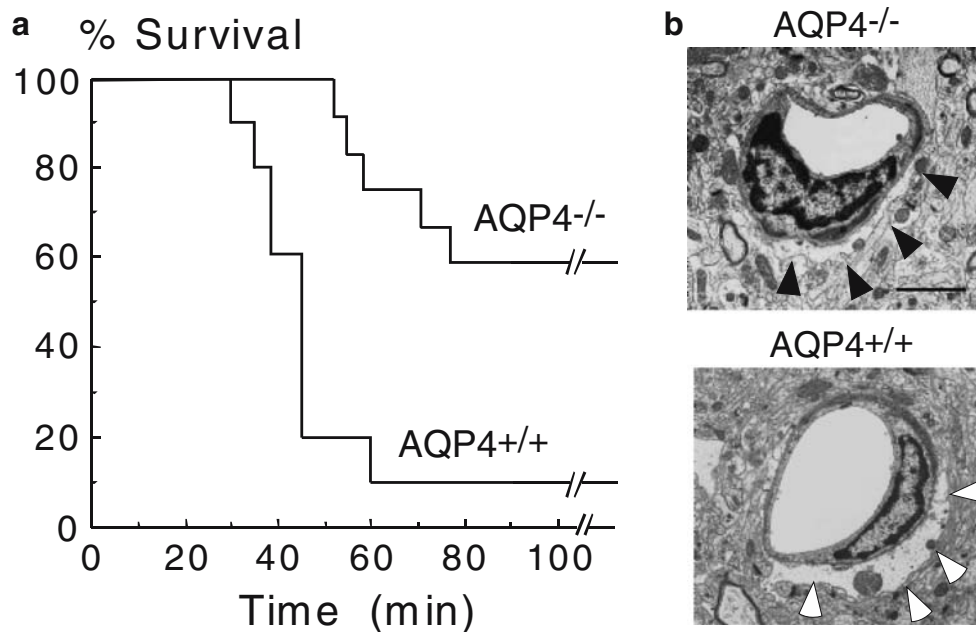 a
% Survival
100
80
60
40
20
0
AQP4-/-
AQP4+/+
0 20 40 60 80 100
Time (min)
b
AQP4-/-
AQP4+/+